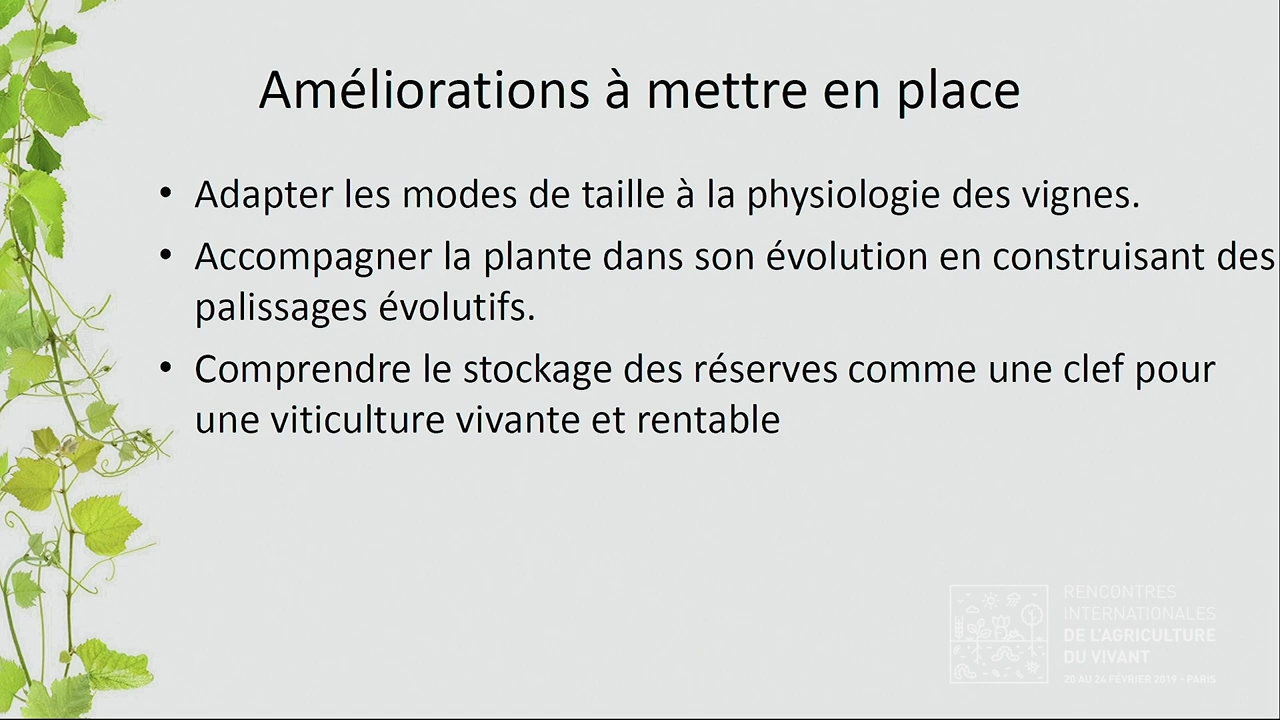 Améliorations à mettre en place
• Adapter les modes de taille à la physiologie des vignes.
• Accompagner la plante dans son évolution en construisant des
palissages évolutifs.
• Comprendre le stockage des réserves comme une clef pour
une viticulture vivante et rentable
RENCONTRES
INTERNATIONALES
DE L'AGRICULTURE
DU VIVANT
20 AU 24 FÉVRIER 2019 - PARIS